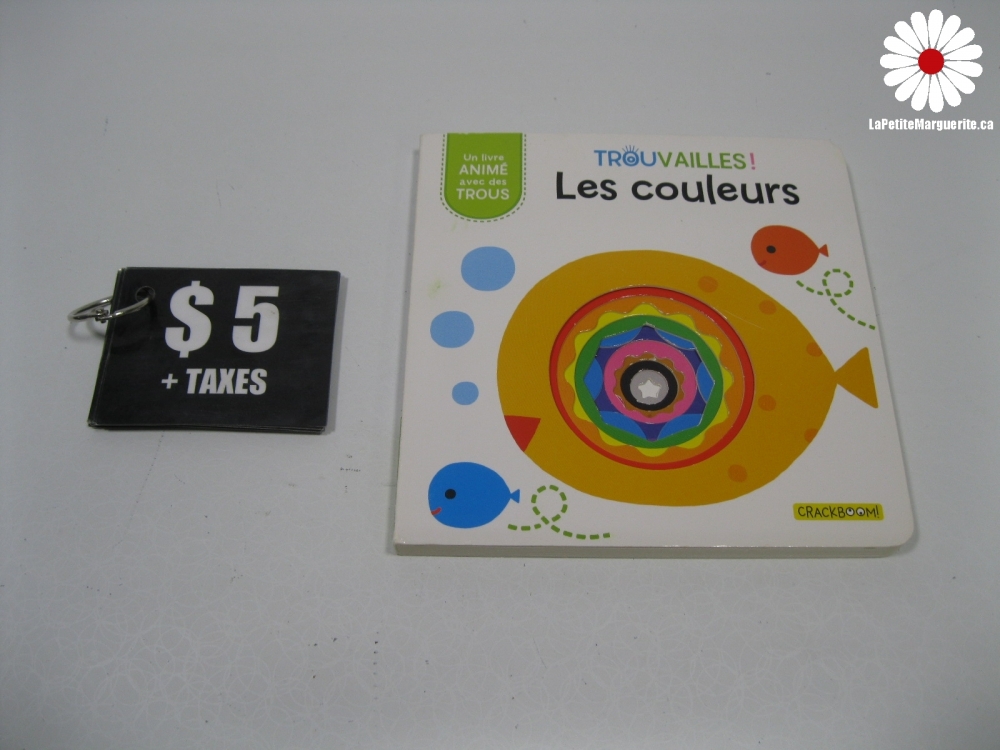 LaPetiteMarguerite.ca
Un livre
ANIMÉ
avec des
TROUS
TROUVAILLES!
Les couleurs
$ 5
+ TAXES
CRACKBOOM!